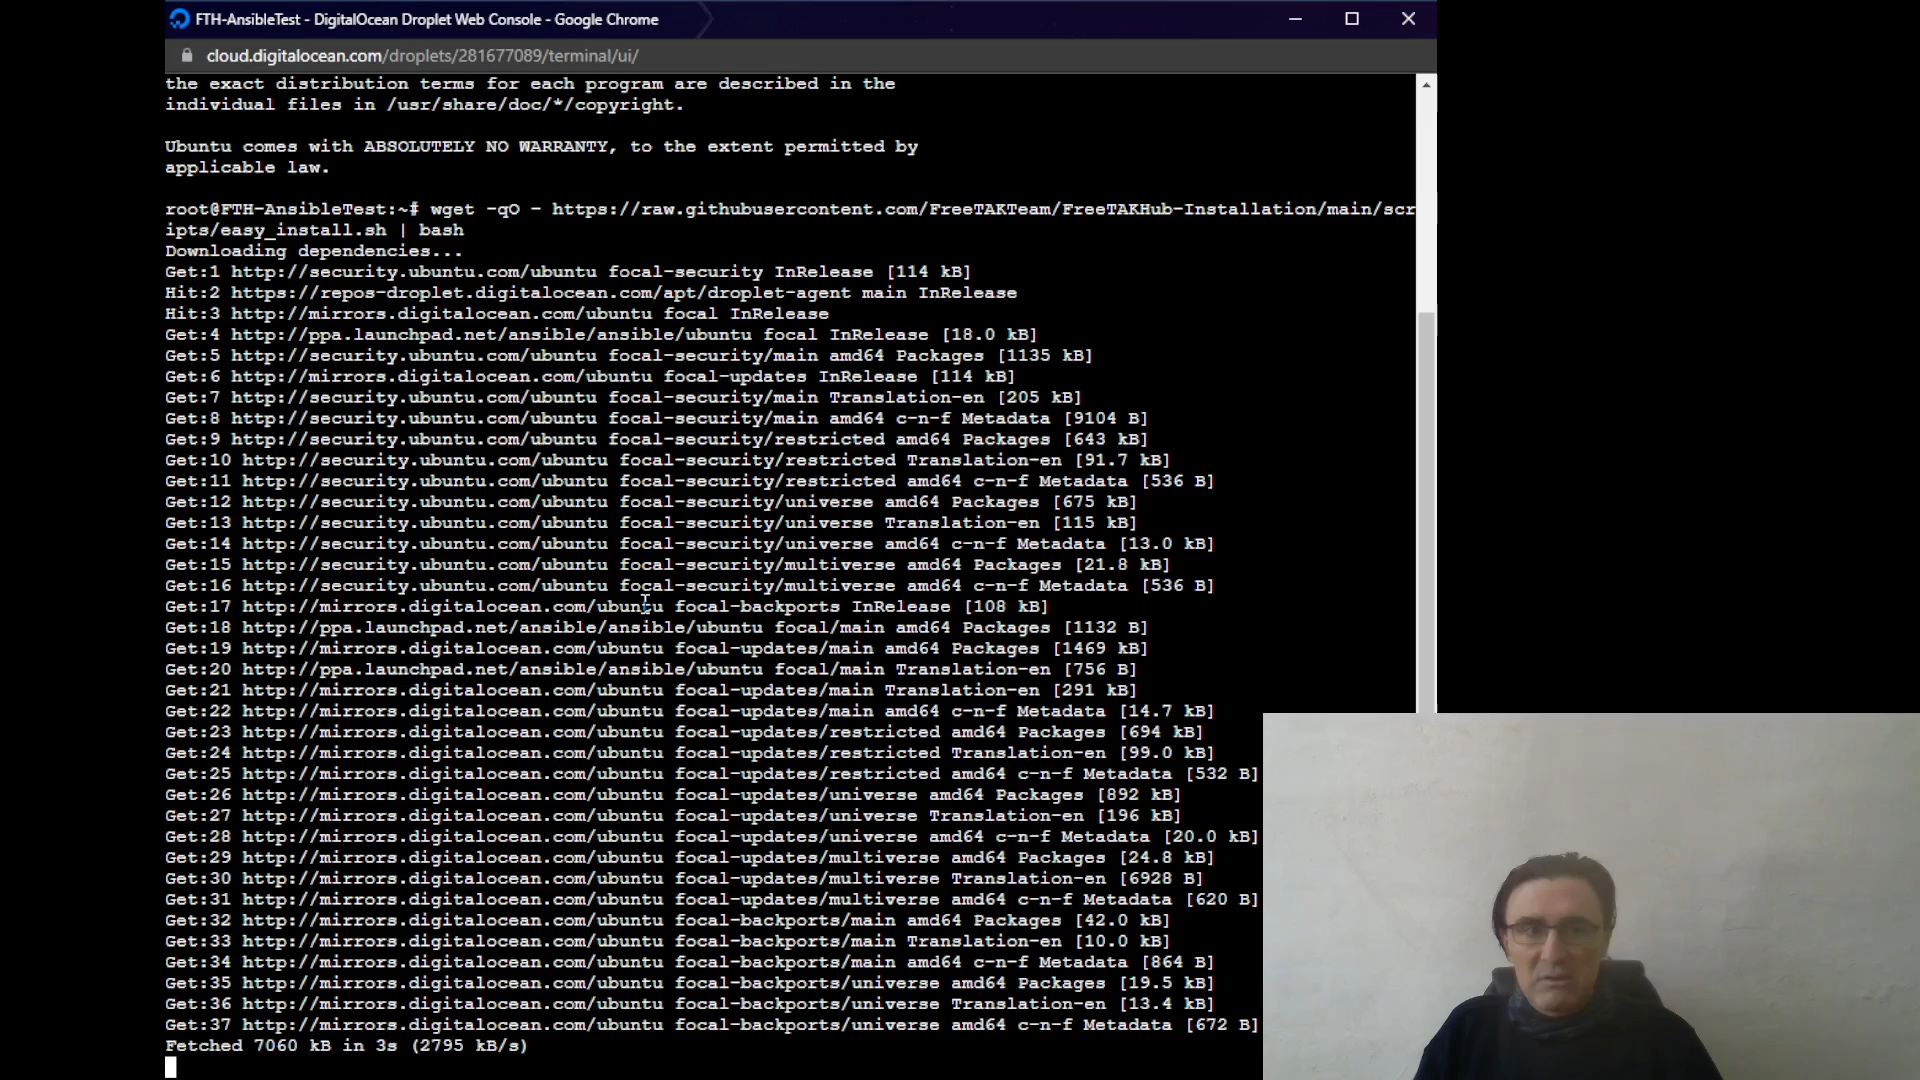 FTH-AnsibleTest - DigitalOcean Droplet Web Console - Google Chrome
cloud.digitalocean.com/droplets/281677089/terminal/ui/
the exact distribution terms for each program are described in the
individual files in /usr/share/doc/*/copyright.
Ubuntu comes with ABSOLUTELY NO WARRANTY, to the extent permitted by
applicable law.
root@FTH-AnsibleTest:~# wget -qO - https://raw.githubusercontent.com/FreeTAKTeam/FreeTAKHub-Installation/main/scr
ipts/easy_install.sh | bash
Downloading dependencies...
Get:1 http://security.ubuntu.com/ubuntu focal-security InRelease [114 kB]
Hit:2 https://repos-droplet.digitalocean.com/apt/droplet-agent main InRelease
Hit:3 http://mirrors.digitalocean.com/ubuntu focal InRelease
Get:4 http://ppa.launchpad.net/ansible/ansible/ubuntu focal InRelease [18.0 kB]
Get:5 http://security.ubuntu.com/ubuntu focal-security/main amd64 Packages [1135 kB]
Get:6 http://mirrors.digitalocean.com/ubuntu focal-updates InRelease [114 kB]
Get:7 http://security.ubuntu.com/ubuntu focal-security/main Translation-en [205 kB]
Get:8 http://security.ubuntu.com/ubuntu focal-security/main amd64 c-n-f Metadata [9104 B]
Get:9 http://security.ubuntu.com/ubuntu focal-security/restricted amd64 Packages [643 kB]
Get:10 http://security.ubuntu.com/ubuntu focal-security/restricted Translation-en [91.7 kB]
Get:11 http://security.ubuntu.com/ubuntu focal-security/restricted amd64 c-n-f Metadata [536 B]
Get:12 http://security.ubuntu.com/ubuntu focal-security/universe amd64 Packages [675 kB]
Get:13 http://security.ubuntu.com/ubuntu focal-security/universe Translation-en [115 kB]
Get:14 http://security.ubuntu.com/ubuntu focal-security/universe amd64 c-n-f Metadata [13.0 kB]
Get:15 http://security.ubuntu.com/ubuntu focal-security/multiverse amd64 Packages [21.8 kB]
Get:16 http://security.ubuntu.com/ubuntu focal-security/multiverse amd64 c-n-f Metadata [536 B]
Get:17 http://mirrors.digitalocean.com/ubuntu focal-backports InRelease [108 kB]
Get:18 http://ppa.launchpad.net/ansible/ansible/ubuntu focal/main amd64 Packages [1132 B]
Get:19 http://mirrors.digitalocean.com/ubuntu focal-updates/main amd64 Packages [1469 kB]
Get:20 http://ppa.launchpad.net/ansible/ansible/ubuntu focal/main Translation-en [756 B]
Get:21 http://mirrors.digitalocean.com/ubuntu focal-updates/main Translation-en [291 kB]
Get:22 http://mirrors.digitalocean.com/ubuntu focal-updates/main amd64 c-n-f Metadata [14.7 kB]
Get:23 http://mirrors.digitalocean.com/ubuntu focal-updates/restricted amd64 Packages [694 kB]
Get:24 http://mirrors.digitalocean.com/ubuntu focal-updates/restricted Translation-en [99.0 kB]
Get:25 http://mirrors.digitalocean.com/ubuntu focal-updates/restricted amd64 c-n-f Metadata [532 B]
Get:26 http://mirrors.digitalocean.com/ubuntu focal-updates/universe amd64 Packages [892 kB]
Get:27 http://mirrors.digitalocean.com/ubuntu focal-updates/universe Translation-en [196 kB]
Get:28 http://mirrors.digitalocean.com/ubuntu focal-updates/universe amd64 c-n-f Metadata [20.0 kB]
Get:29 http://mirrors.digitalocean.com/ubuntu focal-updates/multiverse amd64 Packages [24.8 kB]
Get:30 http://mirrors.digitalocean.com/ubuntu focal-updates/multiverse Translation-en [6928 B]
Get:31 http://mirrors.digitalocean.com/ubuntu focal-updates/multiverse amd64 c-n-f Metadata [620 B]
Get:32 http://mirrors.digitalocean.com/ubuntu focal-backports/main amd64 Packages [42.0 kB]
Get:33 http://mirrors.digitalocean.com/ubuntu focal-backports/main Translation-en [10.0 kB]
Get:34 http://mirrors.digitalocean.com/ubuntu focal-backports/main amd64 c-n-f Metadata [864 B]
Get:35 http://mirrors.digitalocean.com/ubuntu focal-backports/universe amd64 Packages [19.5 kB]
Get:36 http://mirrors.digitalocean.com/ubuntu focal-backports/universe Translation-en [13.4 kB]
Get:37 http://mirrors.digitalocean.com/ubuntu focal-backports/universe amd64 c-n-f Metadata [672 B]
Fetched 7060 kB in 3s (2795 kB/s)